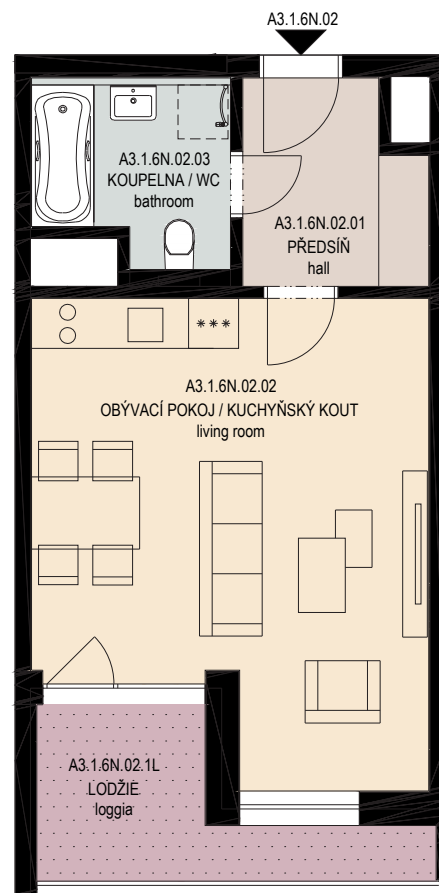 A3.1.6N.02
A3.1.6N.02.03
KOUPELNA / WC
bathroom
A3.1.6N.02.01
PŘEDSÍŇ
hall
***
A3.1.6N.02.02
OBÝVACÍ POKOJ / KUCHYŇSKÝ KOUT
living room
A3.1.6N.02.1L
LODŽIE
loggia